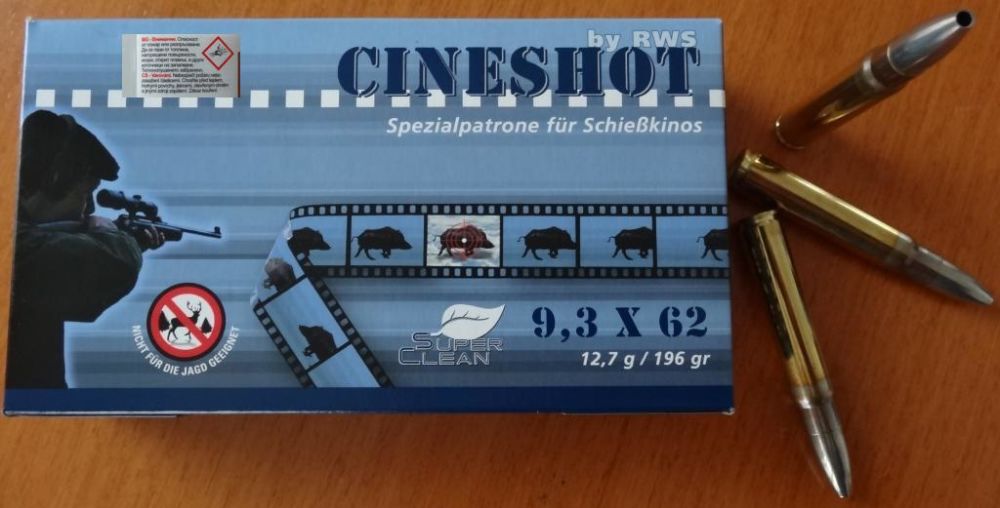 by RWS
CINESHOT
Spezialpatrone für Schießkinos
NICHT FÜR DIE JAGD GEEIGNET
SUPER
CLEAN
9,3 X 62
12,7 g / 196 gr